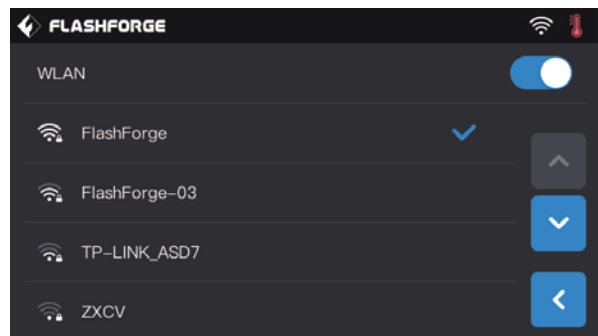 FLASHFORGE
WLAN
FlashForge
FlashForge-03
TP-LINK_ASD7
ZXCV